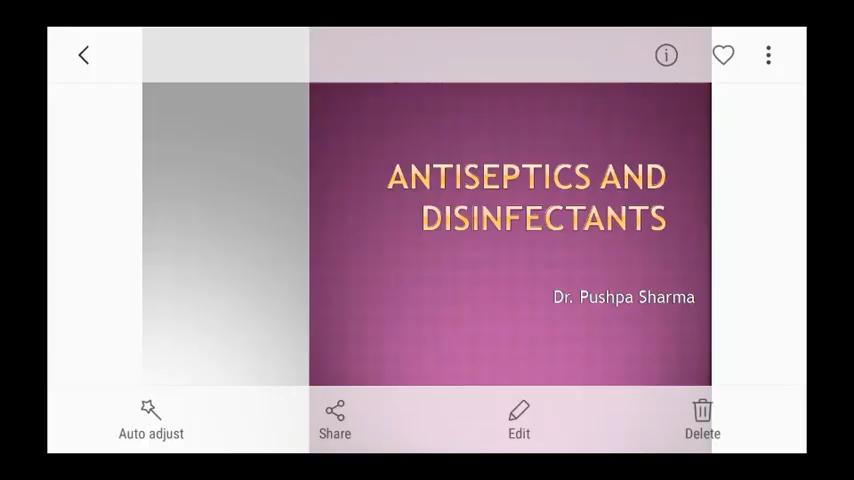 ANTISEPTICS AND
DISINFECTANTS
Dr. Pushpa Sharma
Auto adjust
Share
Edit
Delete